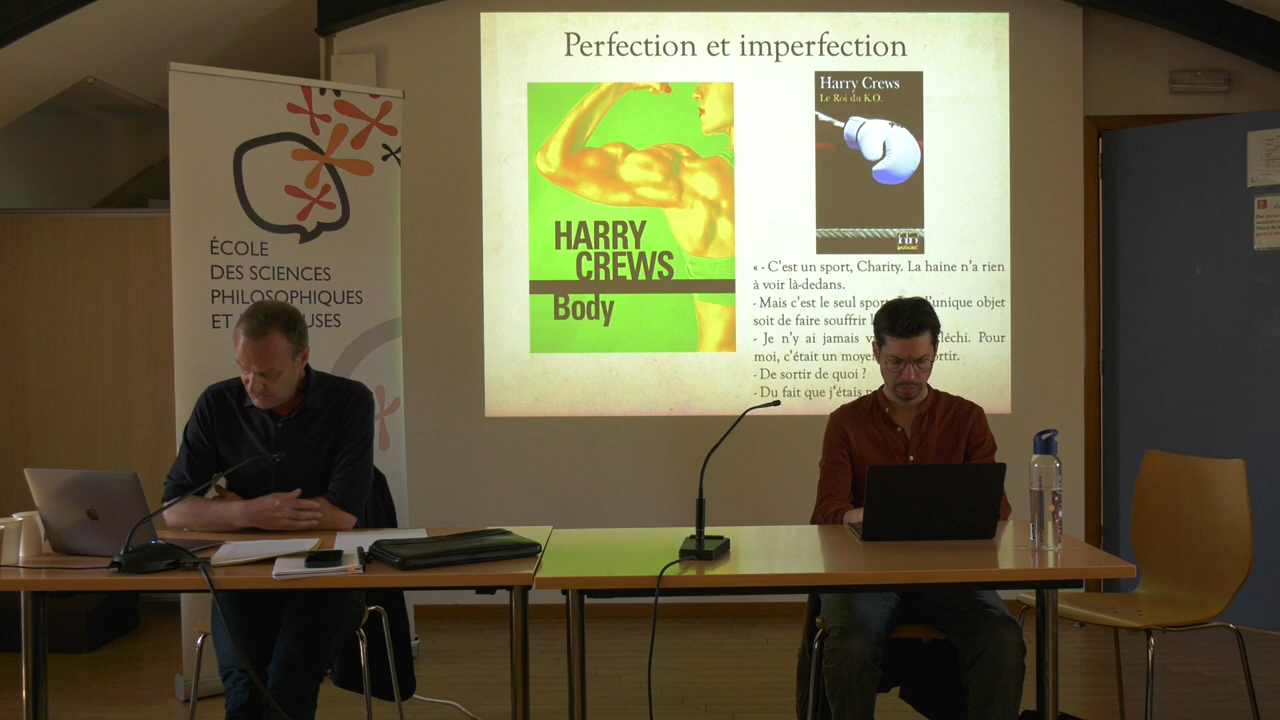 Perfection et imperfection
Harry Crews
Le Roi du K.O.
HARRY
CREWS
Body
folio
« - C'est un sport, Charity. La haine n'a rien
à voir là-dedans.
- Mais c'est le seul sport l'unique objet
soit de faire souffrir
- Je n'y ai jamais Pour
moi, c'était un moyen
- De sortir de quoi ?
- Du fait que j'étais
ÉCOLE
DES SCIENCES
PHILOSOPHIQUES
ET